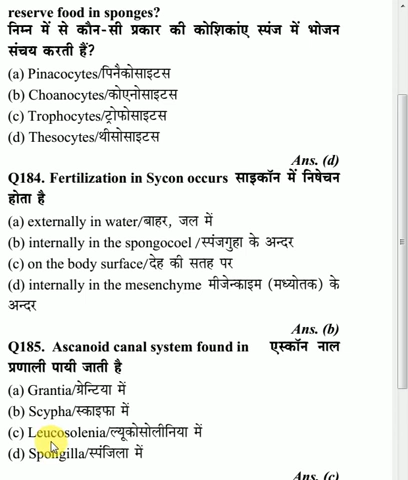 reserve food in sponges?
निम्न में से कौन-सी प्रकार की कोशिकांए स्पंज में भोजन
संचय करती हैं?
(a) Pinacocytes/पिनैकोसाइटस
(b) Choanocytes/कोएनोसाइटस
(c) Trophocytes/ट्रोफोसाइटस
(d) Thesocytes/थीसोसाइटस
Ans. (d)
Q184. Fertilization in Sycon occurs साइकॉन में निषेचन
होता है
(a) externally in water/बाहर, जल में
(b) internally in the spongocoel /स्पंजगुहा के अन्दर
(c) on the body surface/देह की सतह पर
(d) internally in the mesenchyme मीजेन्काइम (मध्योतक) के
अन्दर
Ans. (b)
Q185. Ascanoid canal system found in एस्कॉन नाल
प्रणाली पायी जाती है
(a) Grantia/ग्रेन्टिया में
(b) Scypha/स्काइफा में
(c) Leucosolenia/ल्यूकोसोलीनिया में
(d) Spongilla/स्पंजिला में
Ans. (c)